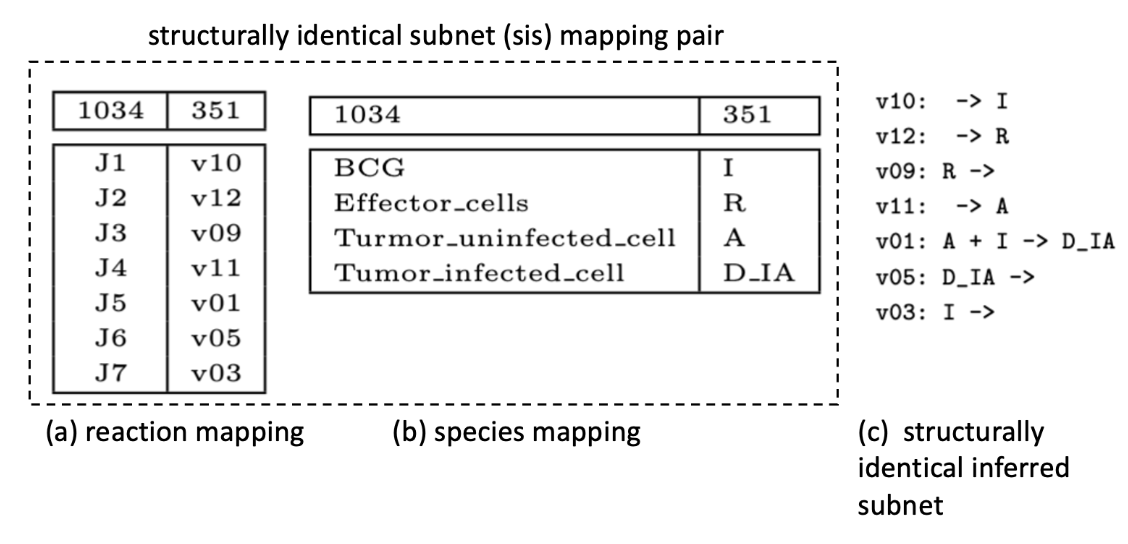 structurally identical subnet (sis) mapping pair
1034 351
J1 v10
J2 v12
J3 v09
J4 v11
J5 v01
J6 v05
J7 v03
(a) reaction mapping
1034 351
BCG I
Effector_cells R
Turmor_uninfected_cell A
Tumor_infected_cell D_IA
(b) species mapping
v10: -> I
v12: -> R
v09: R ->
v11: -> A
v01: A + I -> D_IA
v05: D_IA ->
v03: I ->
(c) structurally
identical inferred
subnet